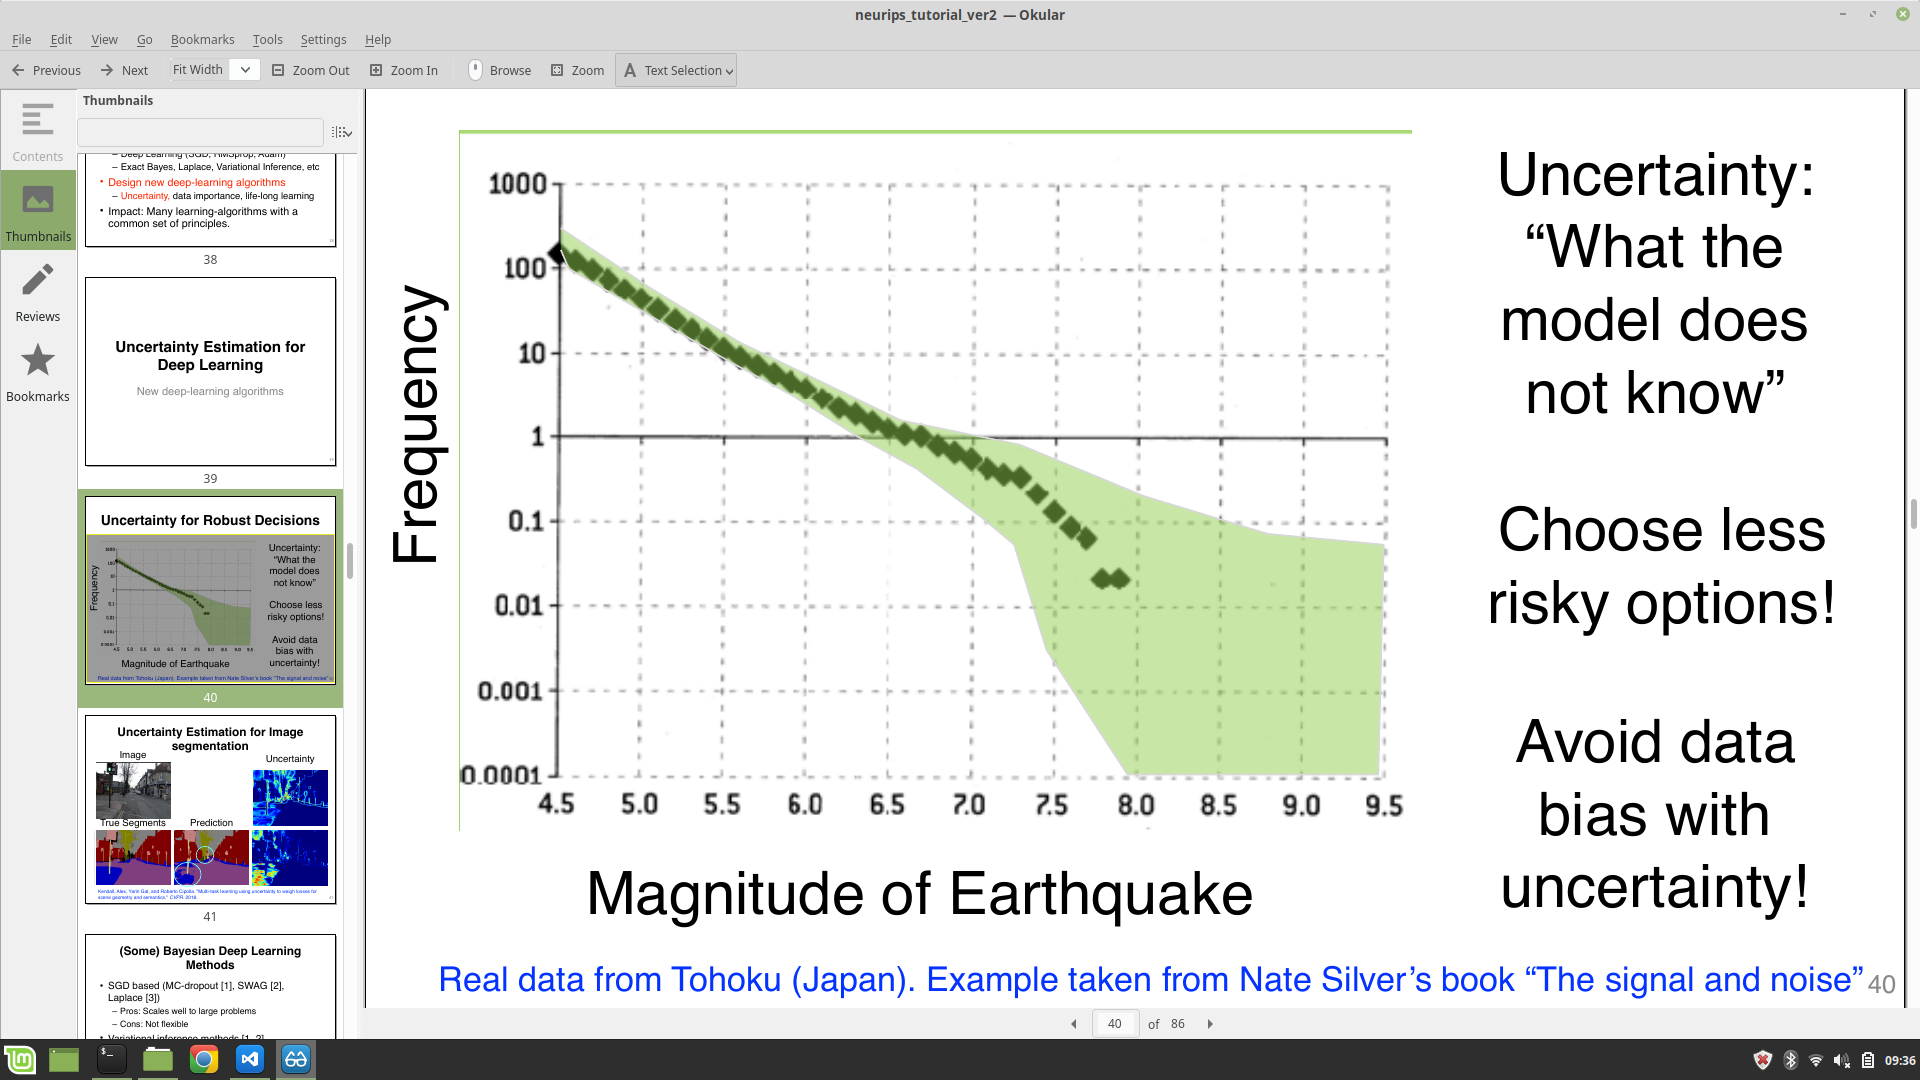 neurips_tutorial_ver2 — Okular
File Edit View Go Bookmarks Tools Settings Help
Previous Next Fit Width Zoom Out Zoom In Browse Zoom Text Selection
Contents
Thumbnails
Reviews
Bookmarks
Thumbnails
– Deep Learning (SGD, RMSprop, Adam)
– Exact Bayes, Laplace, Variational Inference, etc
• Design new deep-learning algorithms
– Uncertainty, data importance, life-long learning
• Impact: Many learning-algorithms with a
common set of principles.
38
Uncertainty Estimation for
Deep Learning
New deep-learning algorithms
39
Uncertainty for Robust Decisions
Frequency
Magnitude of Earthquake
Uncertainty:
“What the
model does
not know”
Choose less
risky options!
Avoid data
bias with
uncertainty!
Real data from Tohoku (Japan). Example taken from Nate Silver’s book “The signal and noise”
40
Uncertainty Estimation for Image
segmentation
Image
Uncertainty
True Segments
Prediction
Kendall, Alex, Yarin Gal, and Roberto Cipolla. "Multi-task learning using uncertainty to weigh losses for
scene geometry and semantics." CVPR. 2018.
41
(Some) Bayesian Deep Learning
Methods
• SGD based (MC-dropout [1], SWAG [2],
Laplace [3])
– Pros: Scales well to large problems
– Cons: Not flexible
Frequency
1000
100
10
1
0.1
0.01
0.001
0.0001
4.5 5.0 5.5 6.0 6.5 7.0 7.5 8.0 8.5 9.0 9.5
Magnitude of Earthquake
Uncertainty:
“What the
model does
not know”
Choose less
risky options!
Avoid data
bias with
uncertainty!
Real data from Tohoku (Japan). Example taken from Nate Silver’s book “The signal and noise”
40
40 of 86
09:36